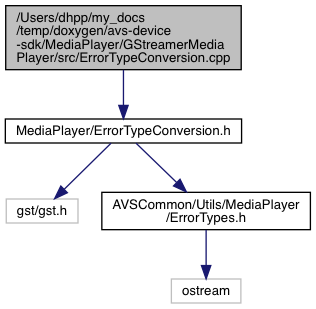 /Users/dhpp/my_docs
/temp/doxygen/avs-device
-sdk/MediaPlayer/GStreamerMedia
Player/src/ErrorTypeConversion.cpp
MediaPlayer/ErrorTypeConversion.h
gst/gst.h
AVSCommon/Utils/MediaPlayer
/ErrorTypes.h
ostream